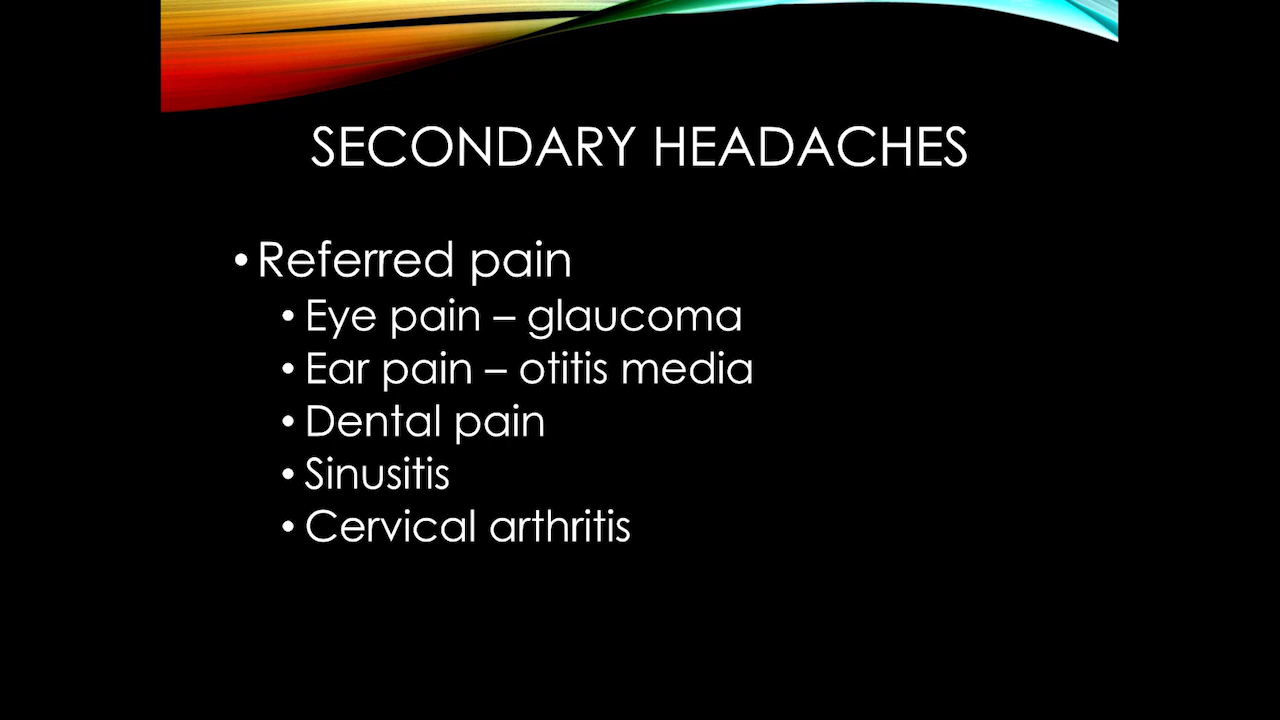 SECONDARY HEADACHES
• Referred pain
• Eye pain – glaucoma
• Ear pain – otitis media
• Dental pain
• Sinusitis
• Cervical arthritis